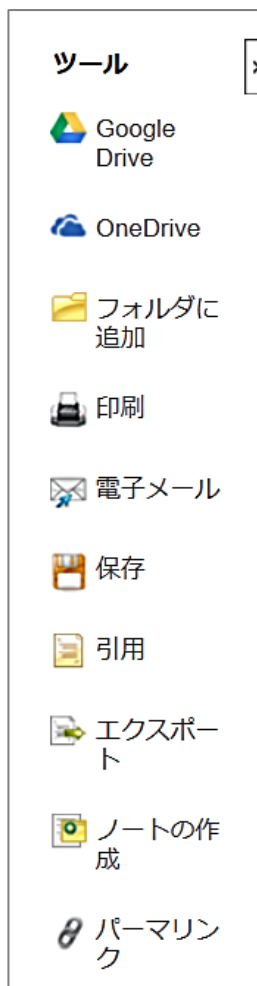 ツール
Google
Drive
OneDrive
フォルダに
追加
印刷
電子メール
保存
引用
エクスポー
ト
ノートの作
成
パーマリン
ク